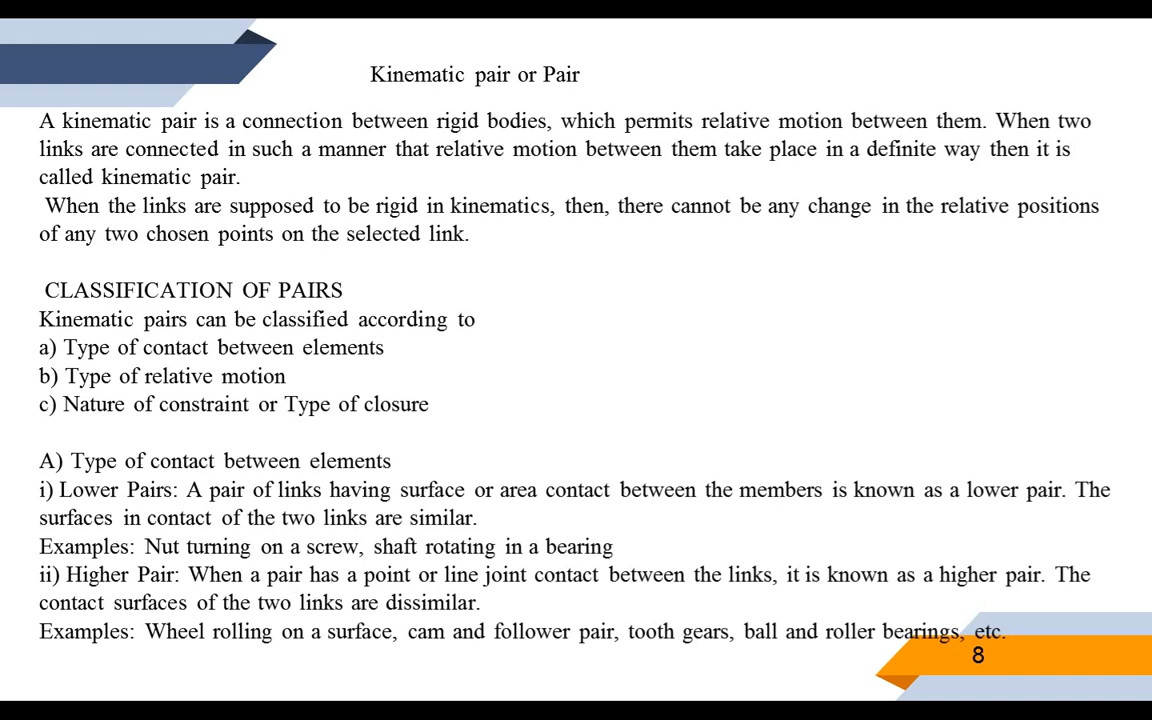 Kinematic pair or Pair
A kinematic pair is a connection between rigid bodies, which permits relative motion between them. When two
links are connected in such a manner that relative motion between them take place in a definite way then it is
called kinematic pair.
When the links are supposed to be rigid in kinematics, then, there cannot be any change in the relative positions
of any two chosen points on the selected link.
CLASSIFICATION OF PAIRS
Kinematic pairs can be classified according to
a) Type of contact between elements
b) Type of relative motion
c) Nature of constraint or Type of closure
A) Type of contact between elements
i) Lower Pairs: A pair of links having surface or area contact between the members is known as a lower pair. The
surfaces in contact of the two links are similar.
Examples: Nut turning on a screw, shaft rotating in a bearing
ii) Higher Pair: When a pair has a point or line joint contact between the links, it is known as a higher pair. The
contact surfaces of the two links are dissimilar.
Examples: Wheel rolling on a surface, cam and follower pair, tooth gears, ball and roller bearings, etc.
8